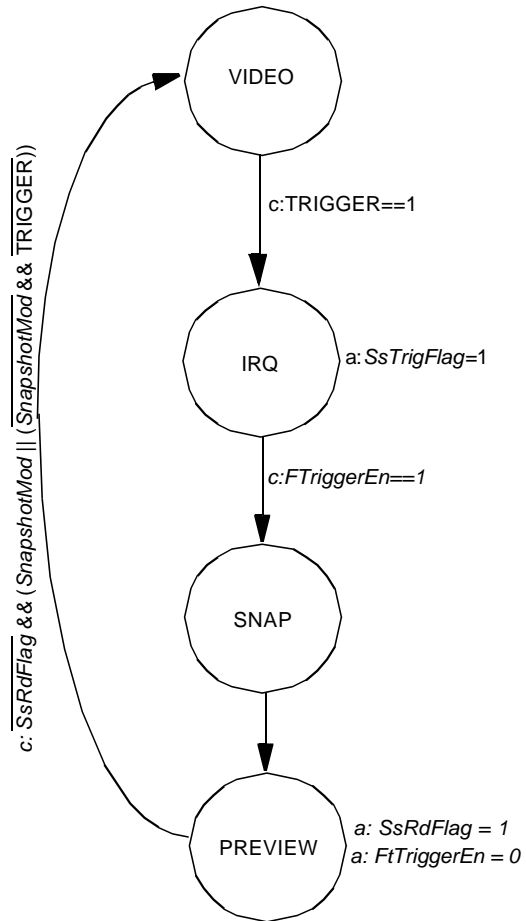 VIDEO
c:TRIGGER==1
IRQ
a:SsTrigFlag=1
c:FTriggerEn==1
SNAP
c: SsRdFlag && (SnapshotMod || (SnapshotMod && TRIGGER))
PREVIEW
a: SsRdFlag = 1
a: FtTriggerEn = 0